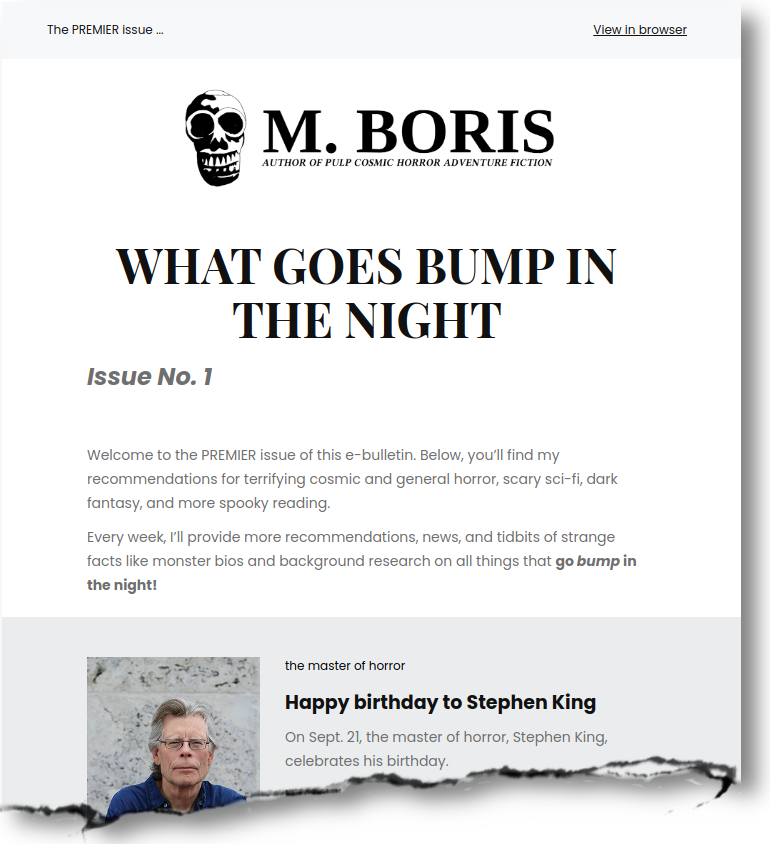 The PREMIER issue ...
View in browser
M. BORIS
AUTHOR OF PULP COSMIC HORROR ADVENTURE FICTION
WHAT GOES BUMP IN
THE NIGHT
Issue No. 1
Welcome to the PREMIER issue of this e-bulletin. Below, you’ll find my
recommendations for terrifying cosmic and general horror, scary sci-fi, dark
fantasy, and more spooky reading.
Every week, I’ll provide more recommendations, news, and tidbits of strange
facts like monster bios and background research on all things that go bump in
the night!
the master of horror
Happy birthday to Stephen King
On Sept. 21, the master of horror, Stephen King,
celebrates his birthday.